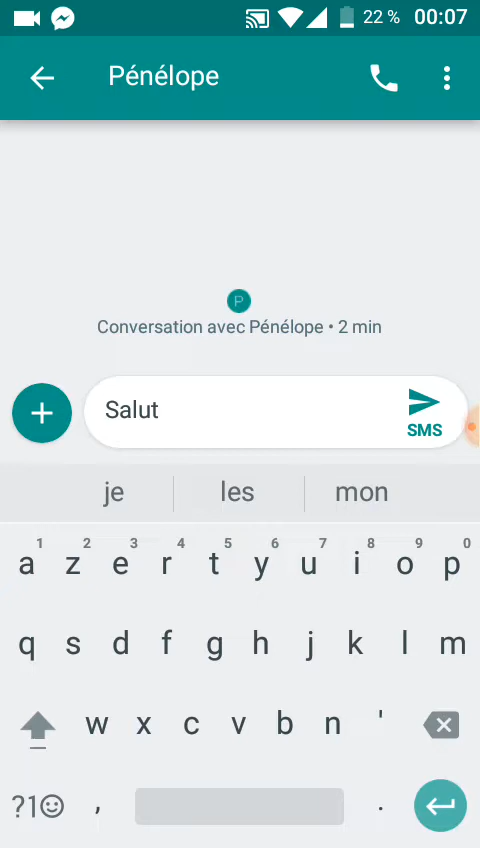 22 % 00:07
Pénélope
P
Conversation avec Pénélope • 2 min
Salut
SMS
je les mon
1 2 3 4 5 6 7 8 9 0
a z e r t y u i o p
q s d f g h j k l m
w x c v b n '
?1☺ , .